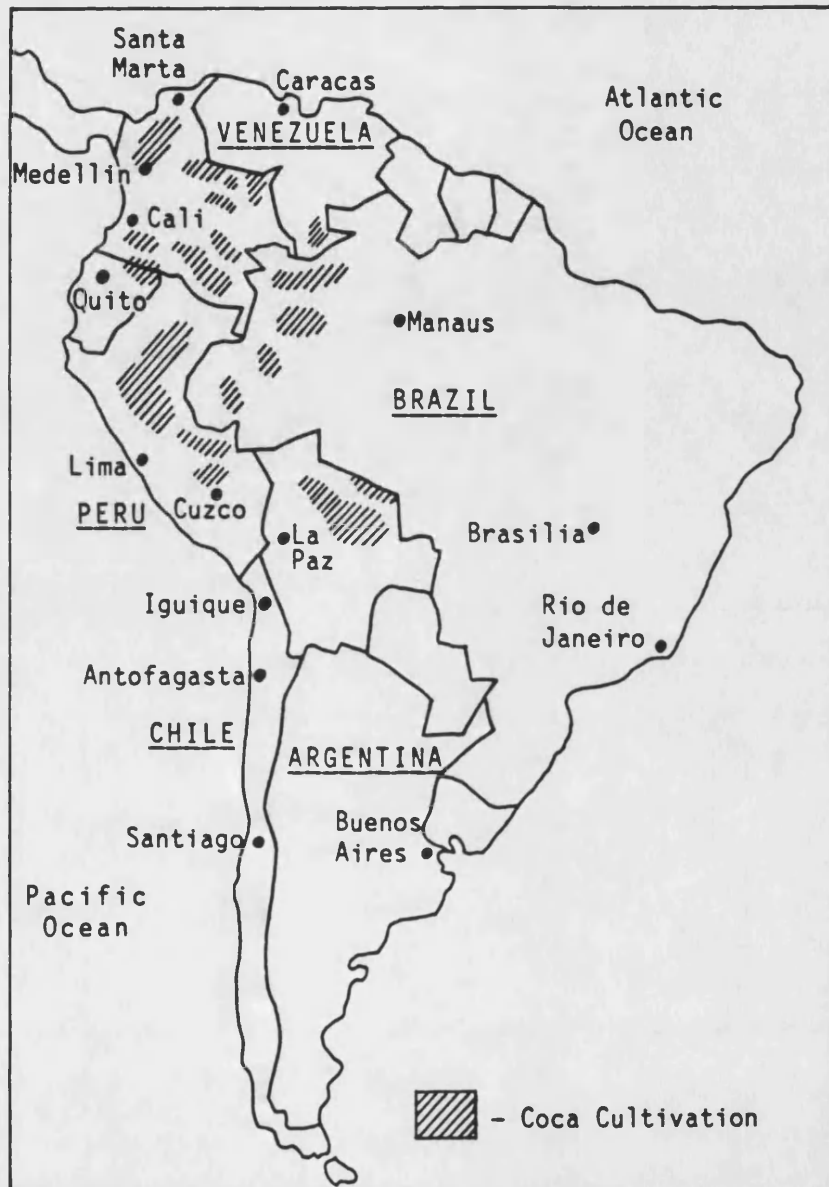 Santa
Marta
Caracas
Atlantic
Ocean
VENEZUELA
Medellin
Cali
Quito
Manaus
BRAZIL
Lima
PERU
Cuzco
La
Paz
Brasilia
Iguique
Rio de
Janeiro
Antofagasta
CHILE
ARGENTINA
Buenos
Aires
Santiago
Pacific
Ocean
- Coca Cultivation